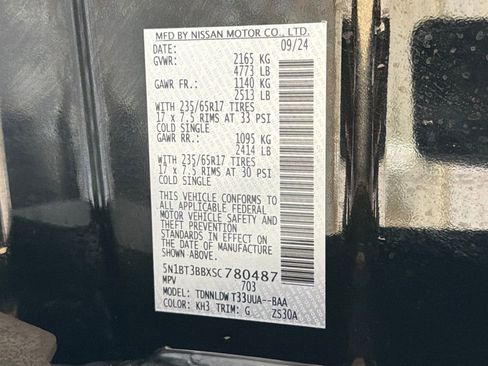 MFD BY NISSAN MOTOR CO., LTD.
DATE: 09/24
GVWR: 2165 KG
4773 LB
GAWR FR.: 1140 KG
2513 LB
WITH 235/65R17 TIRES
17 x 7.5 RIMS AT 33 PSI
COLD SINGLE
GAWR RR.: 1095 KG
2414 LB
WITH 235/65R17 TIRES
17 x 7.5 RIMS AT 30 PSI
COLD SINGLE
THIS VEHICLE CONFORMS TO
ALL APPLICABLE FEDERAL
MOTOR VEHICLE SAFETY AND
THEFT PREVENTION
STANDARDS IN EFFECT ON
THE DATE OF MANUFACTURE
SHOWN ABOVE.
5N1BT3BBXSC780487
MPV 703
MODEL: TDNNLDWT33UUA--BAA
COLOR: KH3 TRIM: G ZS30A